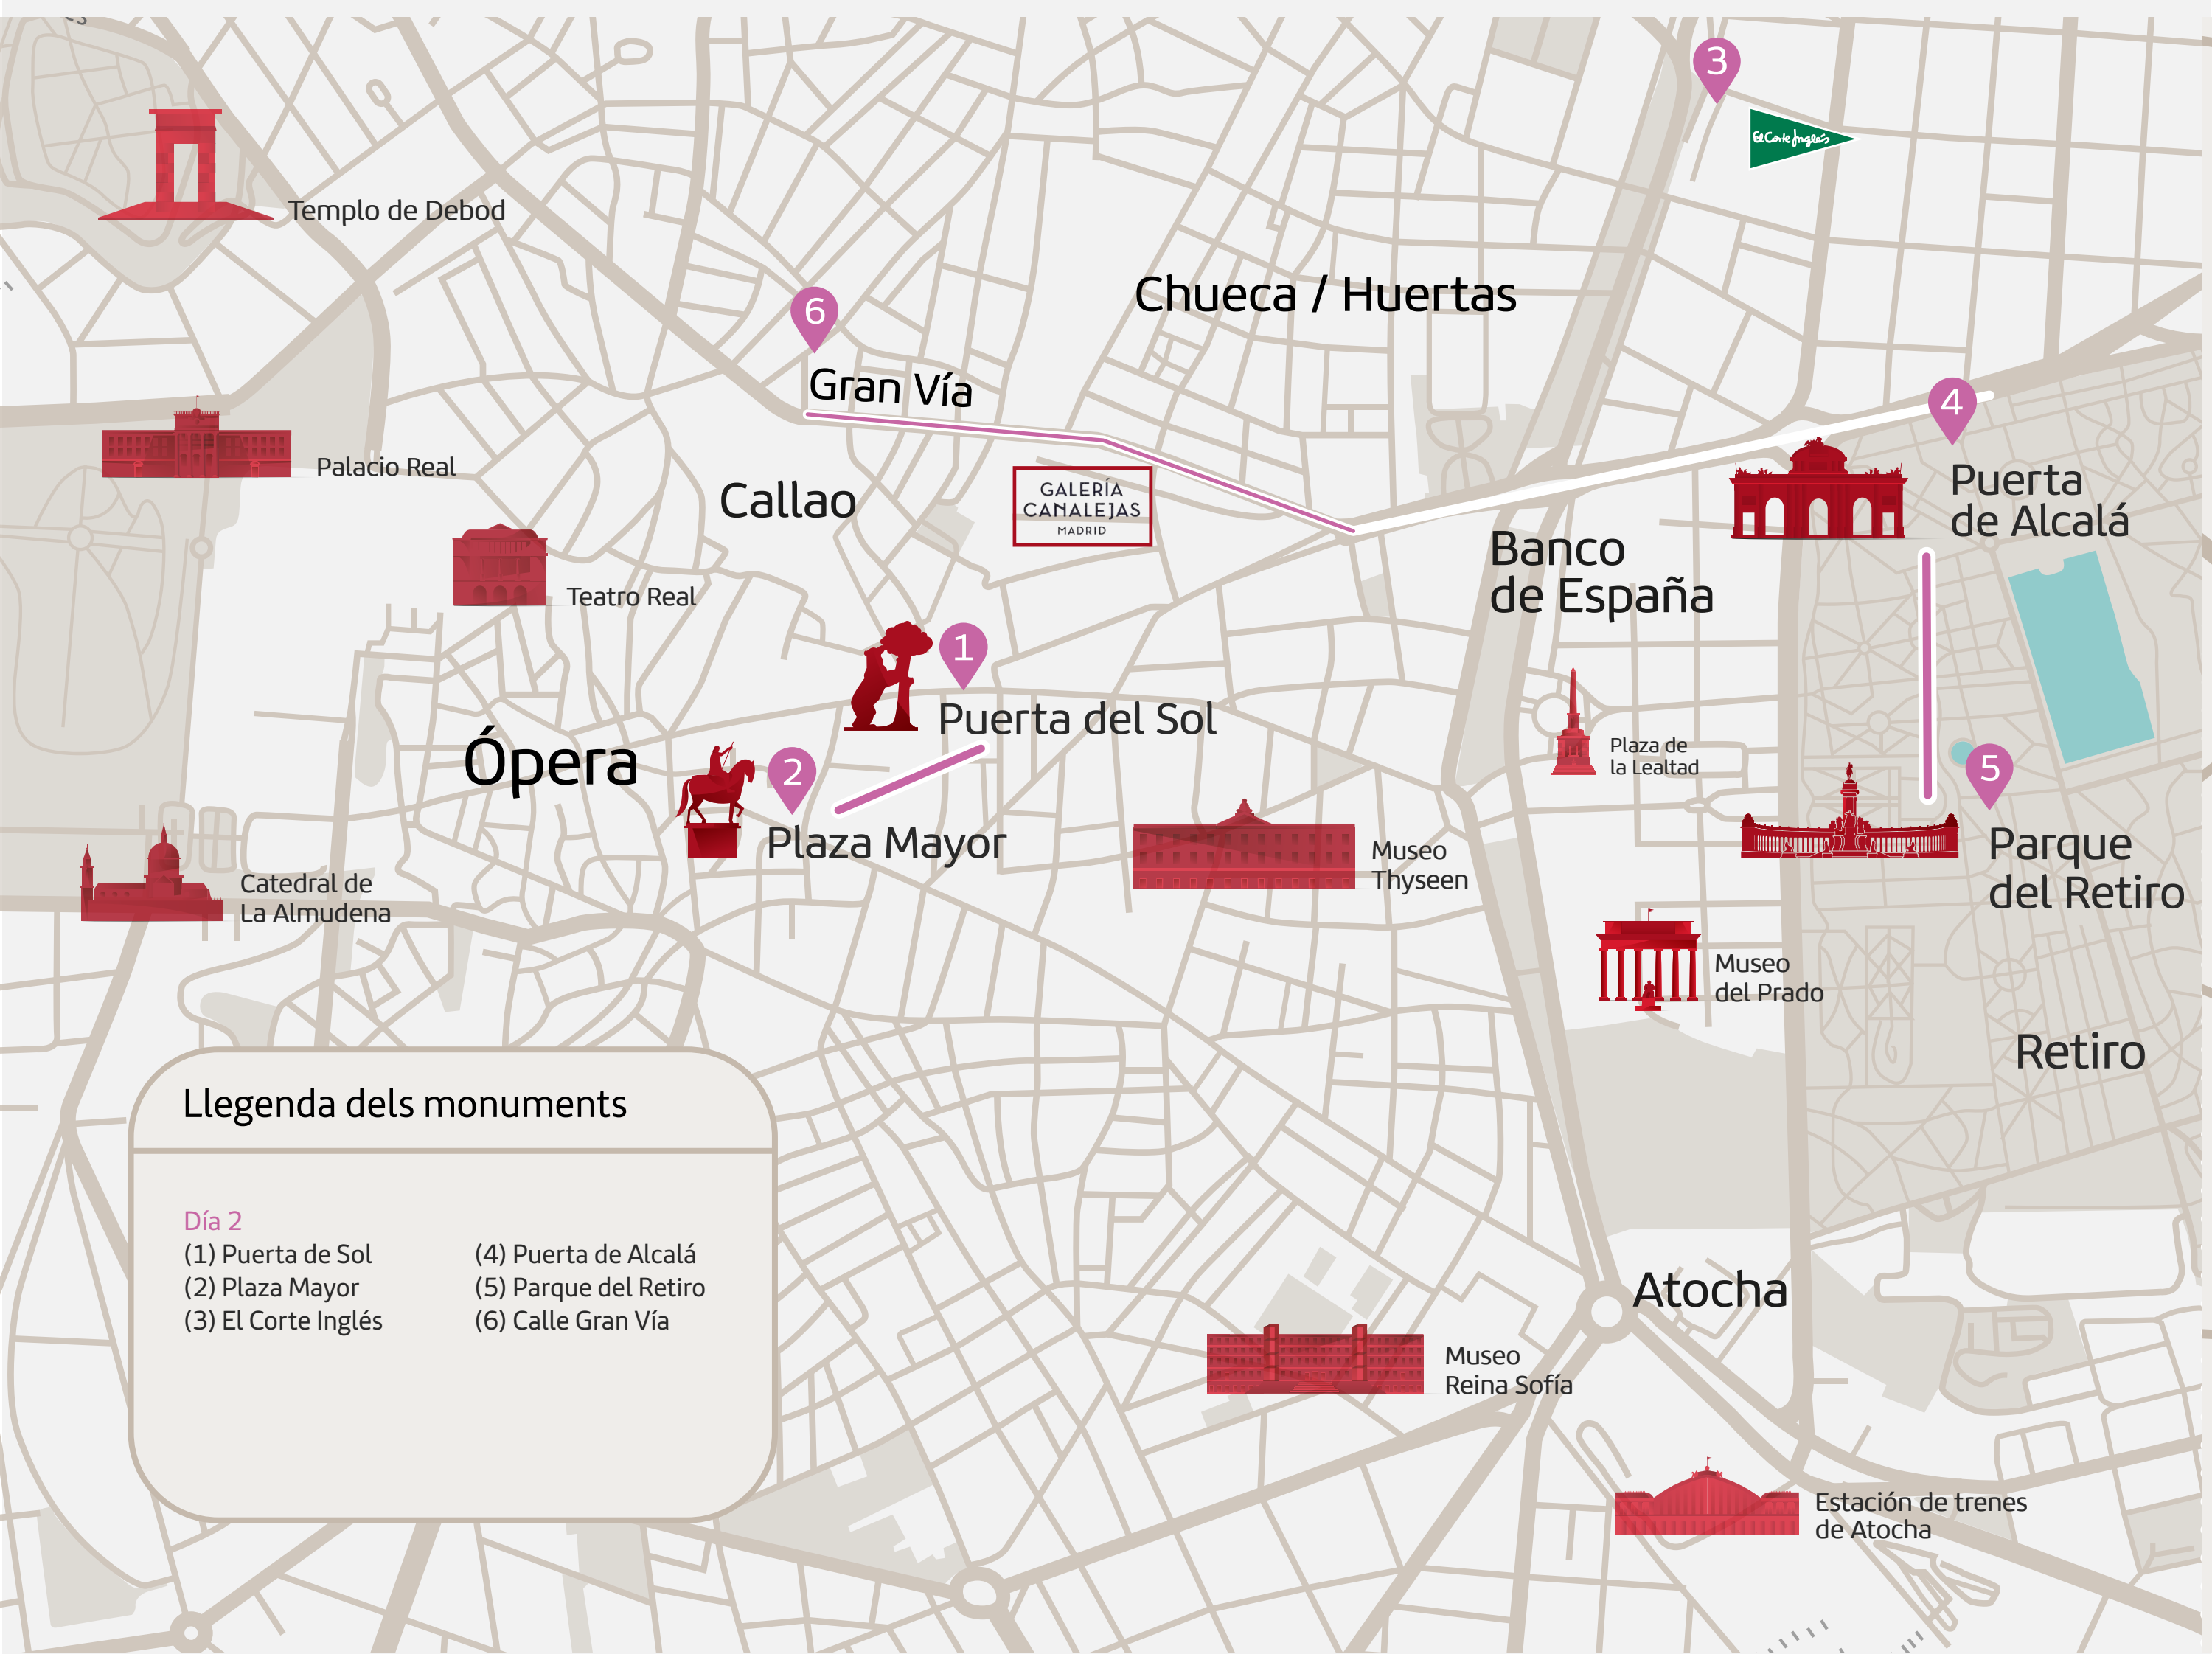 3
El Corte Inglés
Templo de Debod
Chueca / Huertas
6
Gran Vía
4
Palacio Real
Callao
GALERÍA
CANALEJAS
MADRID
Puerta
de Alcalá
Banco
de España
Teatro Real
1
Puerta del Sol
Ópera
2
Plaza Mayor
Plaza de
la Lealtad
5
Parque
del Retiro
Museo
Thyseen
Catedral de
La Almudena
Museo
del Prado
Retiro
Llegenda dels monuments
Día 2
(1) Puerta de Sol
(2) Plaza Mayor
(3) El Corte Inglés
(4) Puerta de Alcalá
(5) Parque del Retiro
(6) Calle Gran Vía
Atocha
Museo
Reina Sofía
Estación de trenes
de Atocha